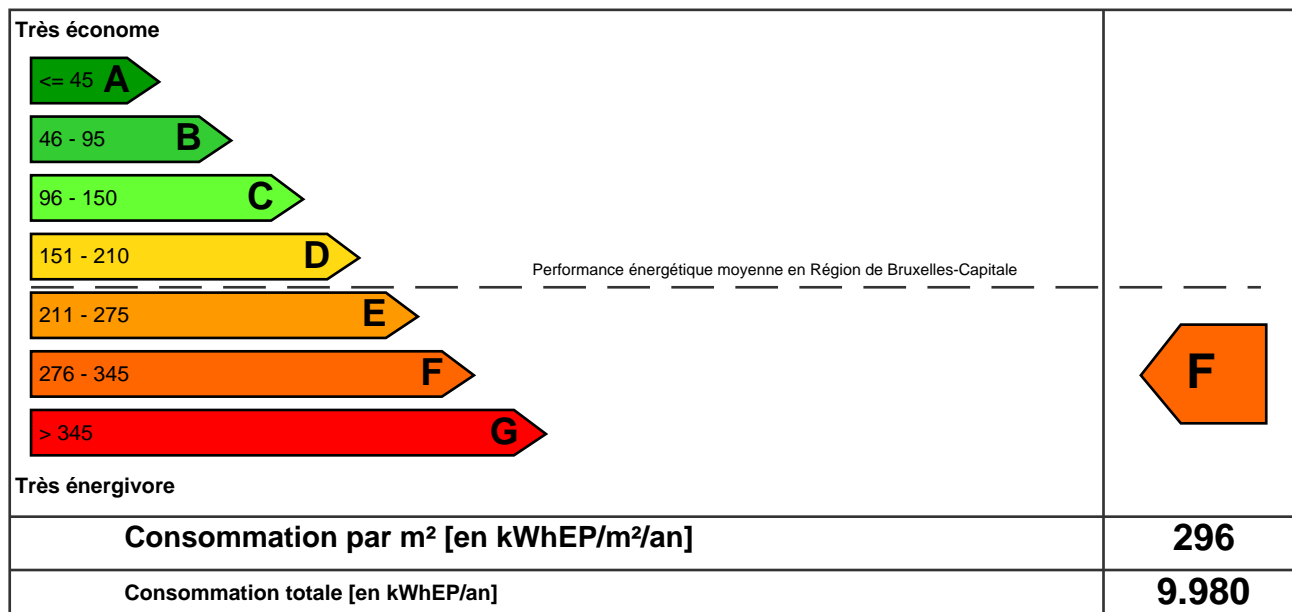 Très économe
<= 45 A
46 - 95 B
96 - 150 C
151 - 210 D
Performance énergétique moyenne en Région de Bruxelles-Capitale
211 - 275 E
276 - 345 F
F
> 345 G
Très énergivore
Consommation par m² [en kWhEP/m²/an] 296
Consommation totale [en kWhEP/an] 9.980